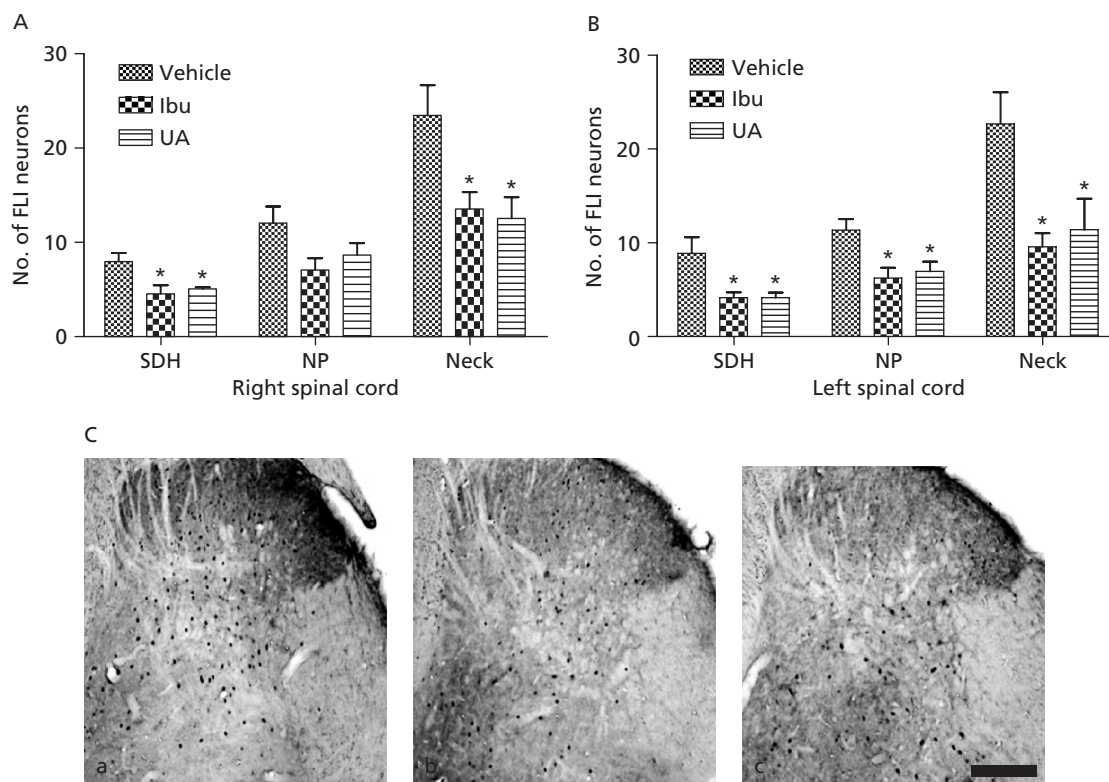 A
No. of FLI neurons
30
20
10
0
Vehicle
Ibu
UA
*
*
*
*
SDH
NP
Neck
Right spinal cord
B
No. of FLI neurons
30
20
10
0
Vehicle
Ibu
UA
*
*
*
*
*
*
SDH
NP
Neck
Left spinal cord
C
a
b
c